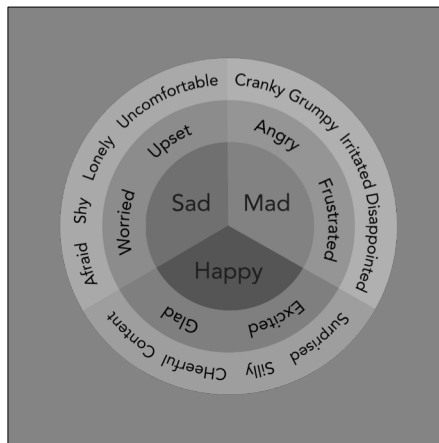 Sad
Mad
Happy
Worried
Upset
Angry
Frustrated
Excited
Glad
Afraid
Shy
Lonely
Uncomfortable
Cranky
Grumpy
Irritated
Disappointed
Surprised
Silly
CHeerful
Content